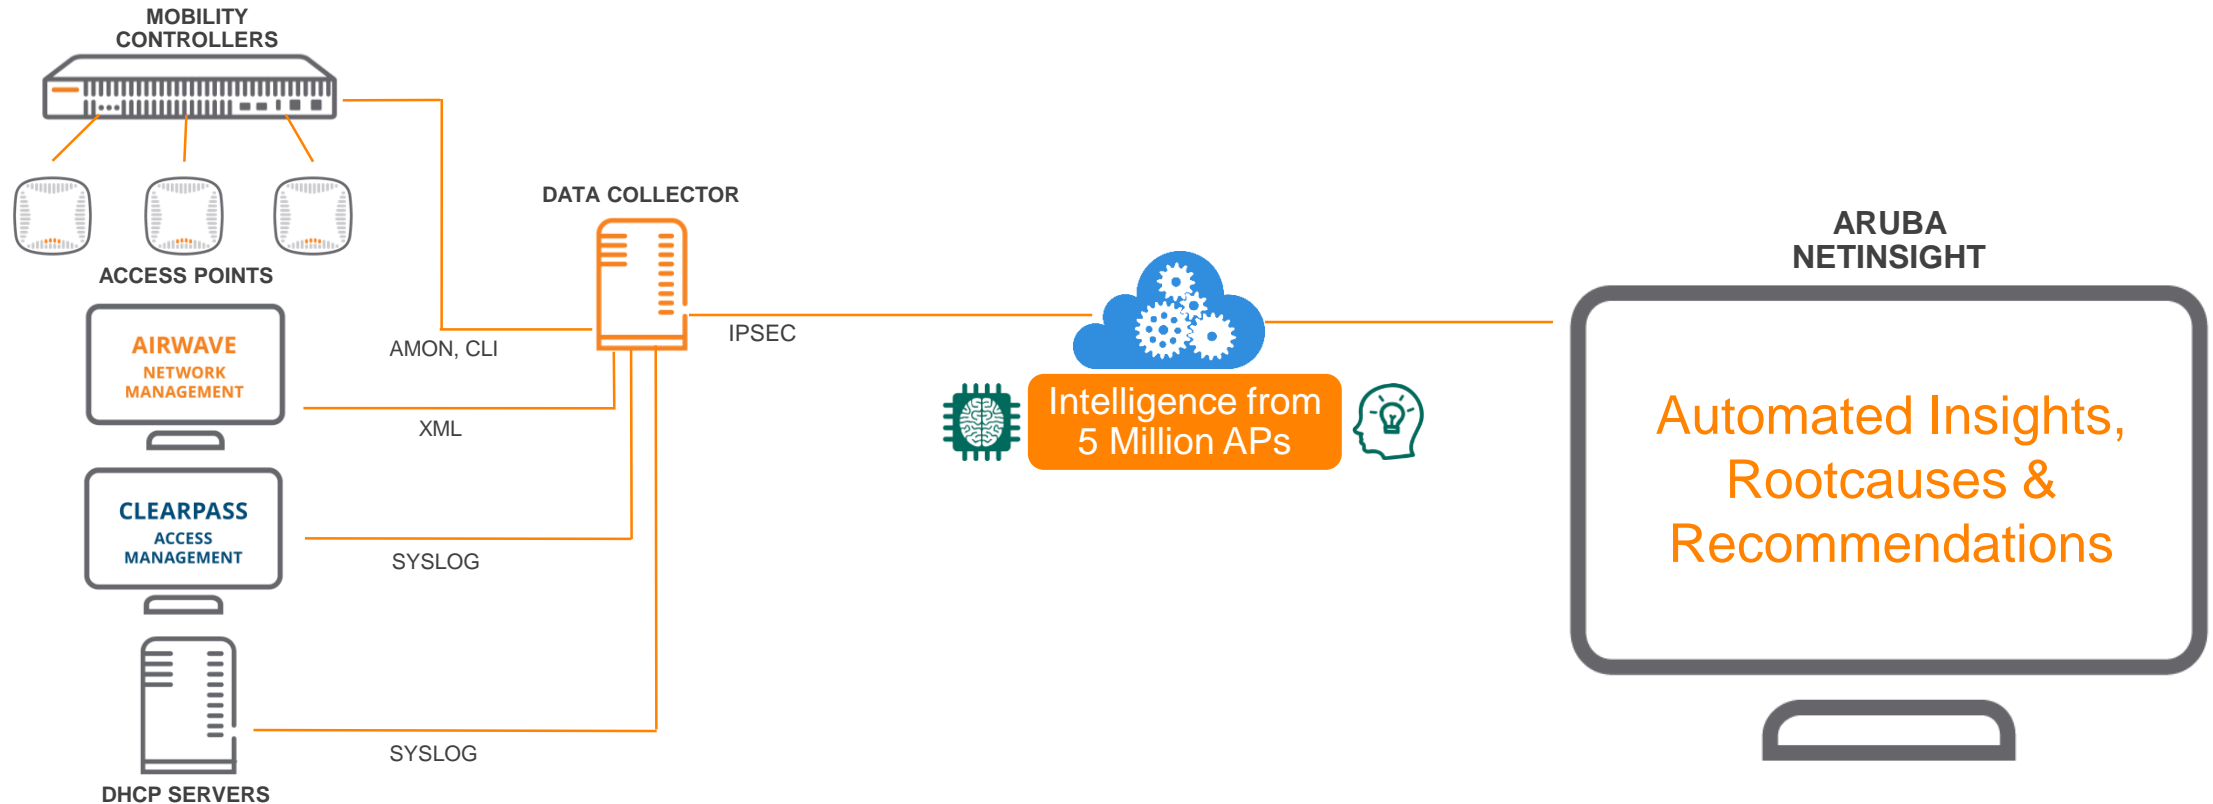 MOBILITY
CONTROLLERS
ACCESS POINTS
AIRWAVE
NETWORK
MANAGEMENT
CLEARPASS
ACCESS
MANAGEMENT
DHCP SERVERS
AMON, CLI
XML
SYSLOG
SYSLOG
DATA COLLECTOR
IPSEC
Intelligence from
5 Million APs
ARUBA
NETINSIGHT
Automated Insights,
Rootcauses &
Recommendations